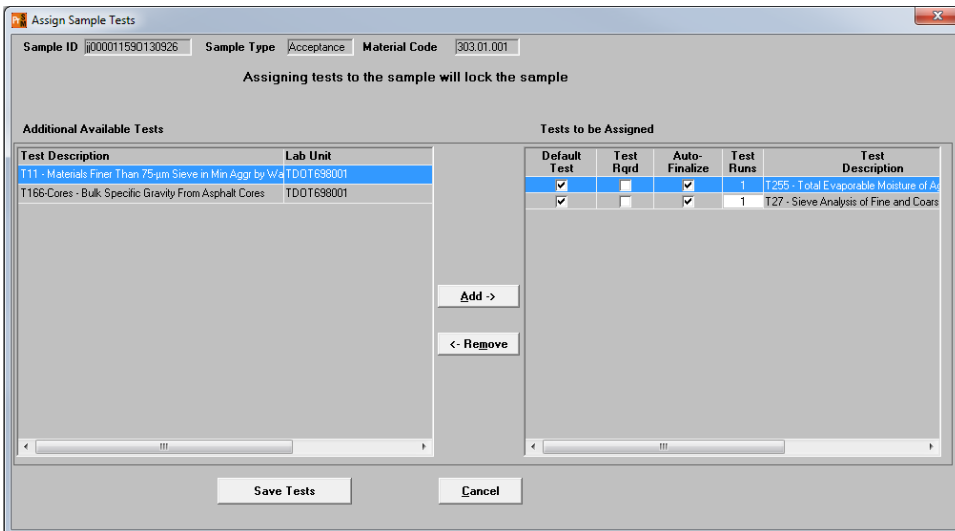 Assign Sample Tests
Sample ID jj000011590130926 Sample Type Acceptance Material Code 303.01.001
Assigning tests to the sample will lock the sample
Additional Available Tests
Tests to be Assigned
Test Description Lab Unit
T11 - Materials Finer Than 75-µm Sieve in Min Aggr by Wa TDOT698001
T166-Cores - Bulk Specific Gravity From Asphalt Cores TDOT698001
Default Test Test Rqrd Auto-Finalize Test Runs Test Description
1 T255 - Total Evaporable Moisture of Ag
1 T27 - Sieve Analysis of Fine and Coars
Add ->
<- Remove
Save Tests Cancel